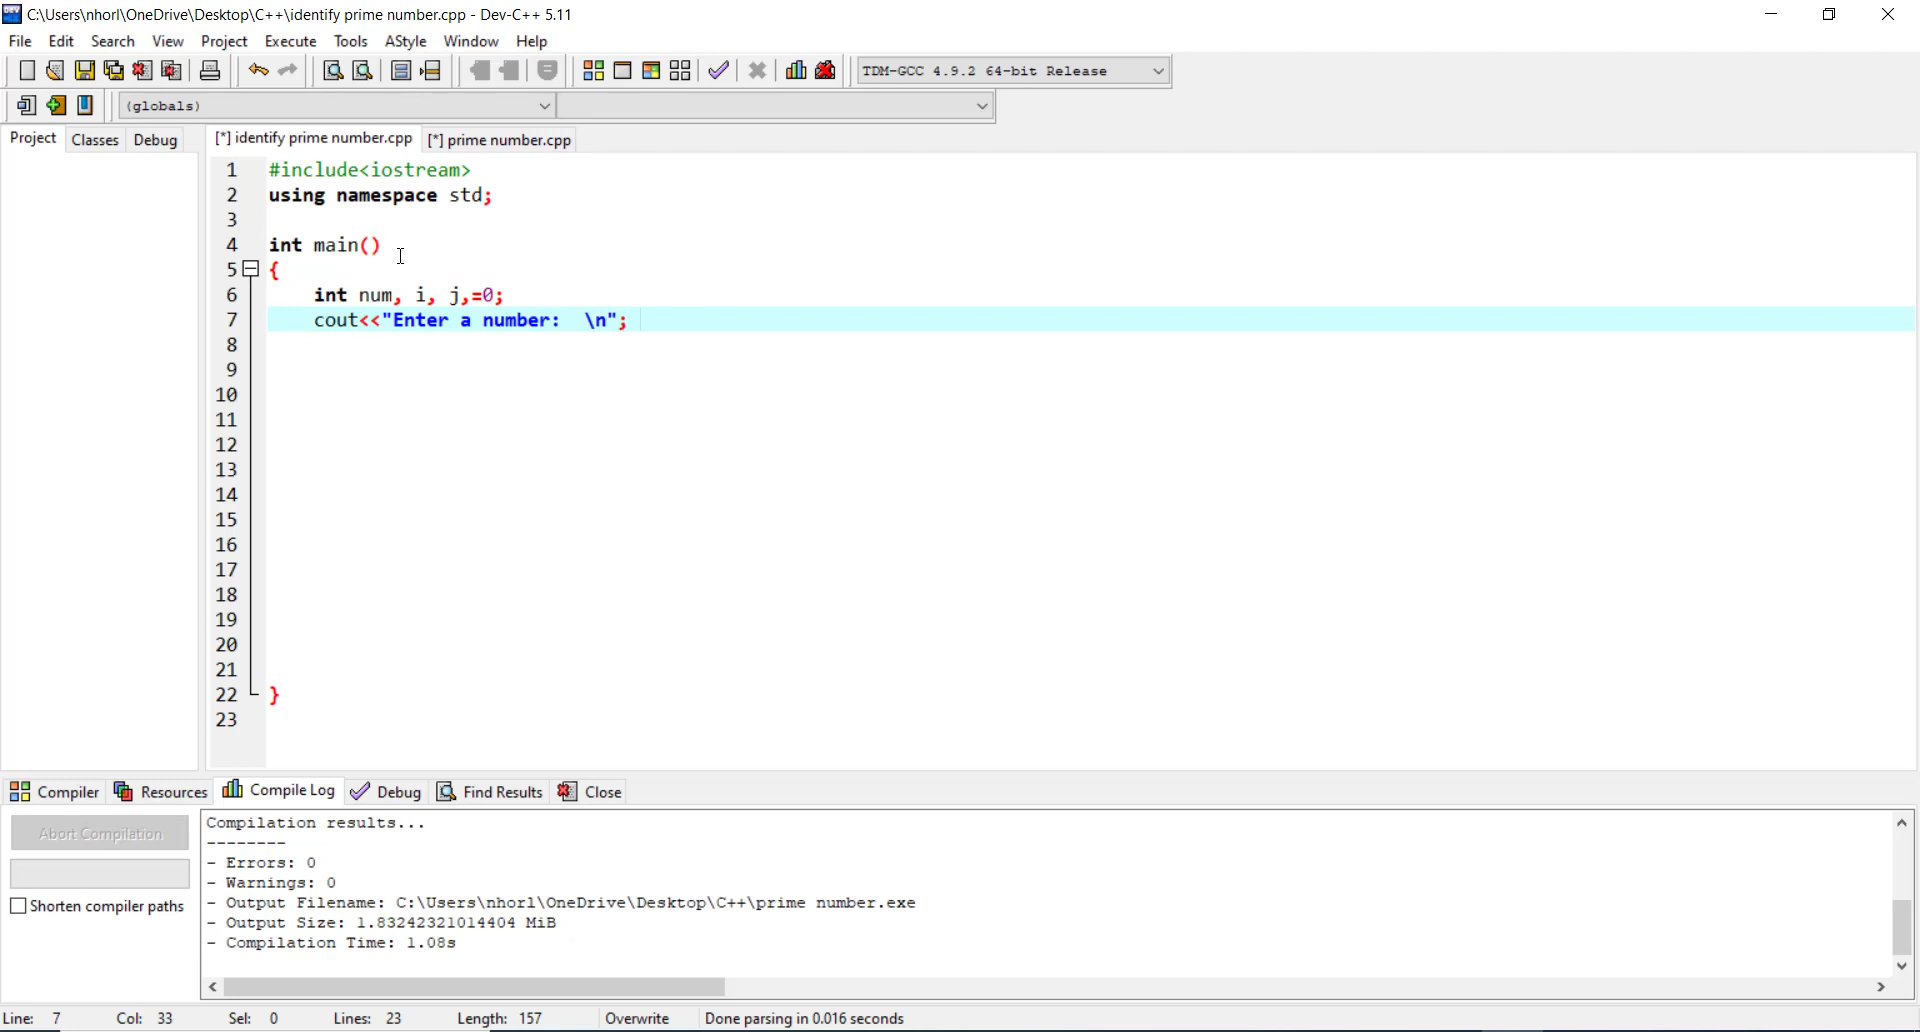 C:\Users\nhorl\OneDrive\Desktop\C++\identify prime number.cpp - Dev-C++ 5.11
File Edit Search View Project Execute Tools AStyle Window Help
TDM-GCC 4.9.2 64-bit Release
(globals)
Project Classes Debug
[*] identify prime number.cpp [*] prime number.cpp
1 #include<iostream>
2 using namespace std;
3
4 int main()
5 {
6 int num, i, j,=0;
7 cout<<"Enter a number:  \n";
8
9
10
11
12
13
14
15
16
17
18
19
20
21
22 }
23
Compiler Resources Compile Log Debug Find Results Close
Abort Compilation
Shorten compiler paths
Compilation results...
--------
- Errors: 0
- Warnings: 0
- Output Filename: C:\Users\nhorl\OneDrive\Desktop\C++\prime number.exe
- Output Size: 1.83242321014404 MiB
- Compilation Time: 1.08s
Line: 7 Col: 33 Sel: 0 Lines: 23 Length: 157 Overwrite Done parsing in 0.016 seconds